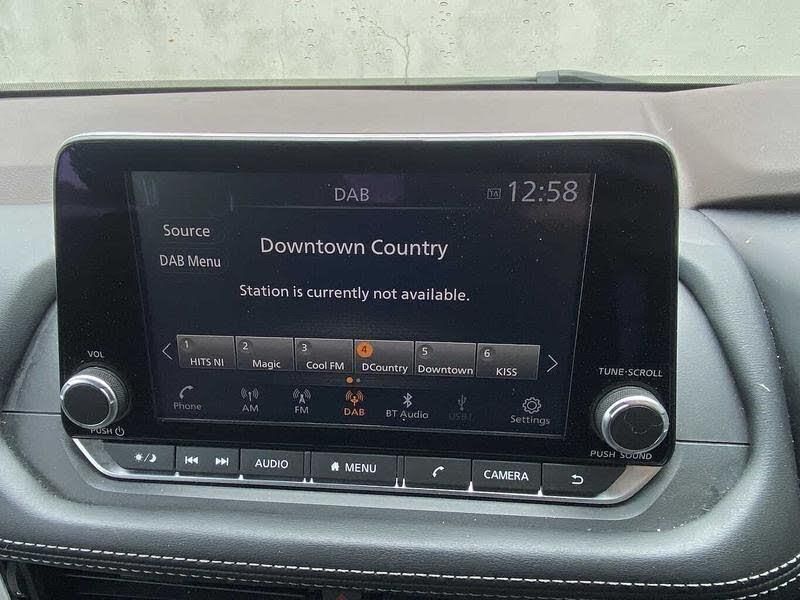 DAB
TA 12:58
Source
Downtown Country
DAB Menu
Station is currently not available.
1 HITS NI
2 Magic
3 Cool FM
4 DCountry
5 Downtown
6 KISS
Phone
AM
FM
DAB
BT Audio
USB1
Settings
VOL
PUSH
TUNE·SCROLL
PUSH SOUND
AUDIO
MENU
CAMERA